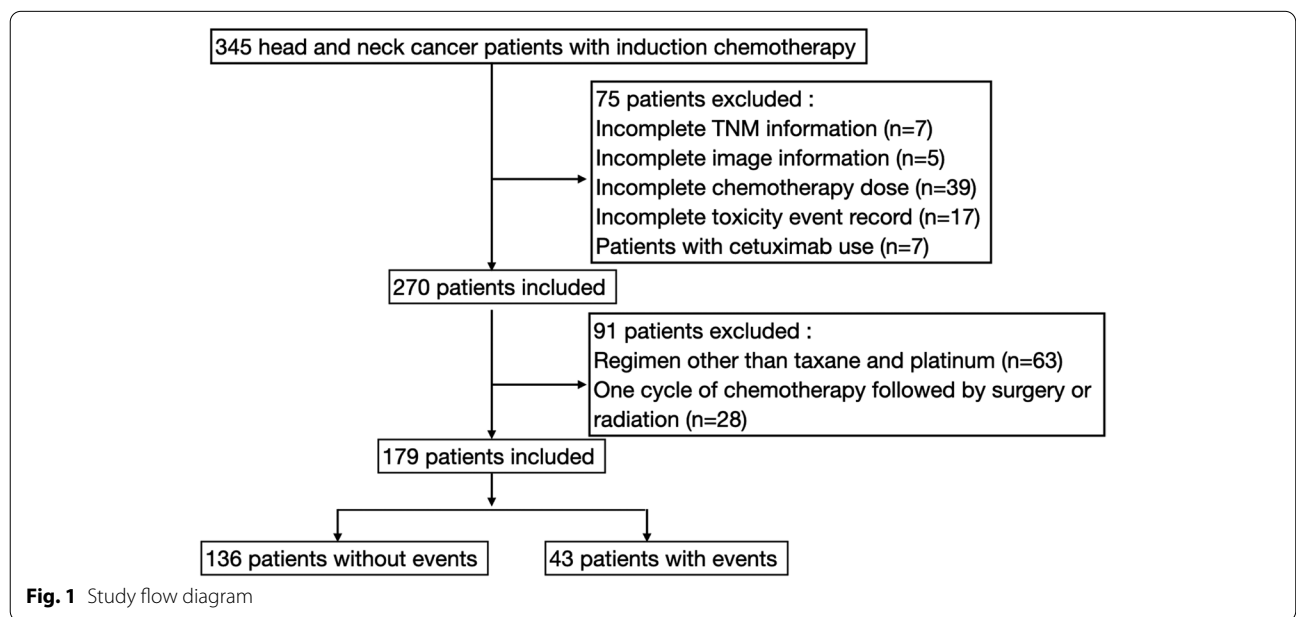 345 head and neck cancer patients with induction chemotherapy
75 patients excluded :
Incomplete TNM information (n=7)
Incomplete image information (n=5)
Incomplete chemotherapy dose (n=39)
Incomplete toxicity event record (n=17)
Patients with cetuximab use (n=7)
270 patients included
91 patients excluded :
Regimen other than taxane and platinum (n=63)
One cycle of chemotherapy followed by surgery or
radiation (n=28)
179 patients included
136 patients without events
43 patients with events
Fig. 1 Study flow diagram